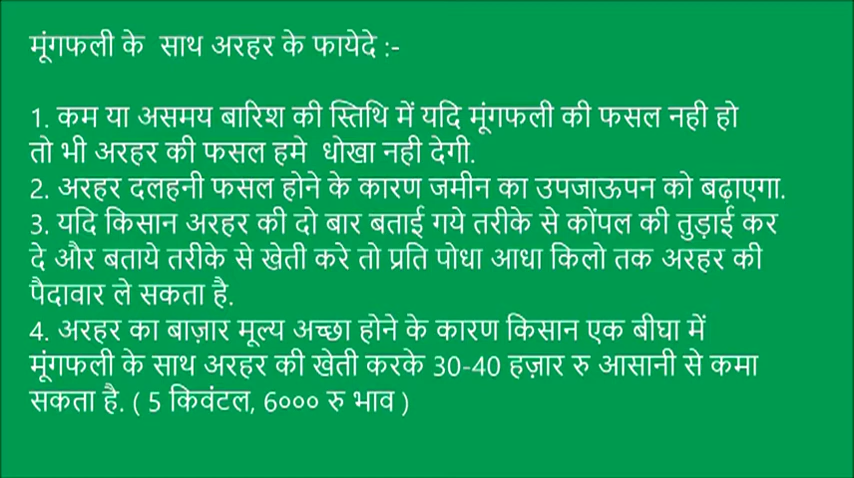 मूंगफली के  साथ अरहर के फायेदे :-
1. कम या असमय बारिश की स्तिथि में यदि मूंगफली की फसल नही हो
तो भी अरहर की फसल हमे  धोखा नही देगी.
2. अरहर दलहनी फसल होने के कारण जमीन का उपजाऊपन को बढ़ाएगा.
3. यदि किसान अरहर की दो बार बताई गये तरीके से कोंपल की तुड़ाई कर
दे और बताये तरीके से खेती करे तो प्रति पोधा आधा किलो तक अरहर की
पैदावार ले सकता है.
4. अरहर का बाज़ार मूल्य अच्छा होने के कारण किसान एक बीघा में
मूंगफली के साथ अरहर की खेती करके 30-40 हज़ार रु आसानी से कमा
सकता है. ( 5 किवंटल, 6००० रु भाव )